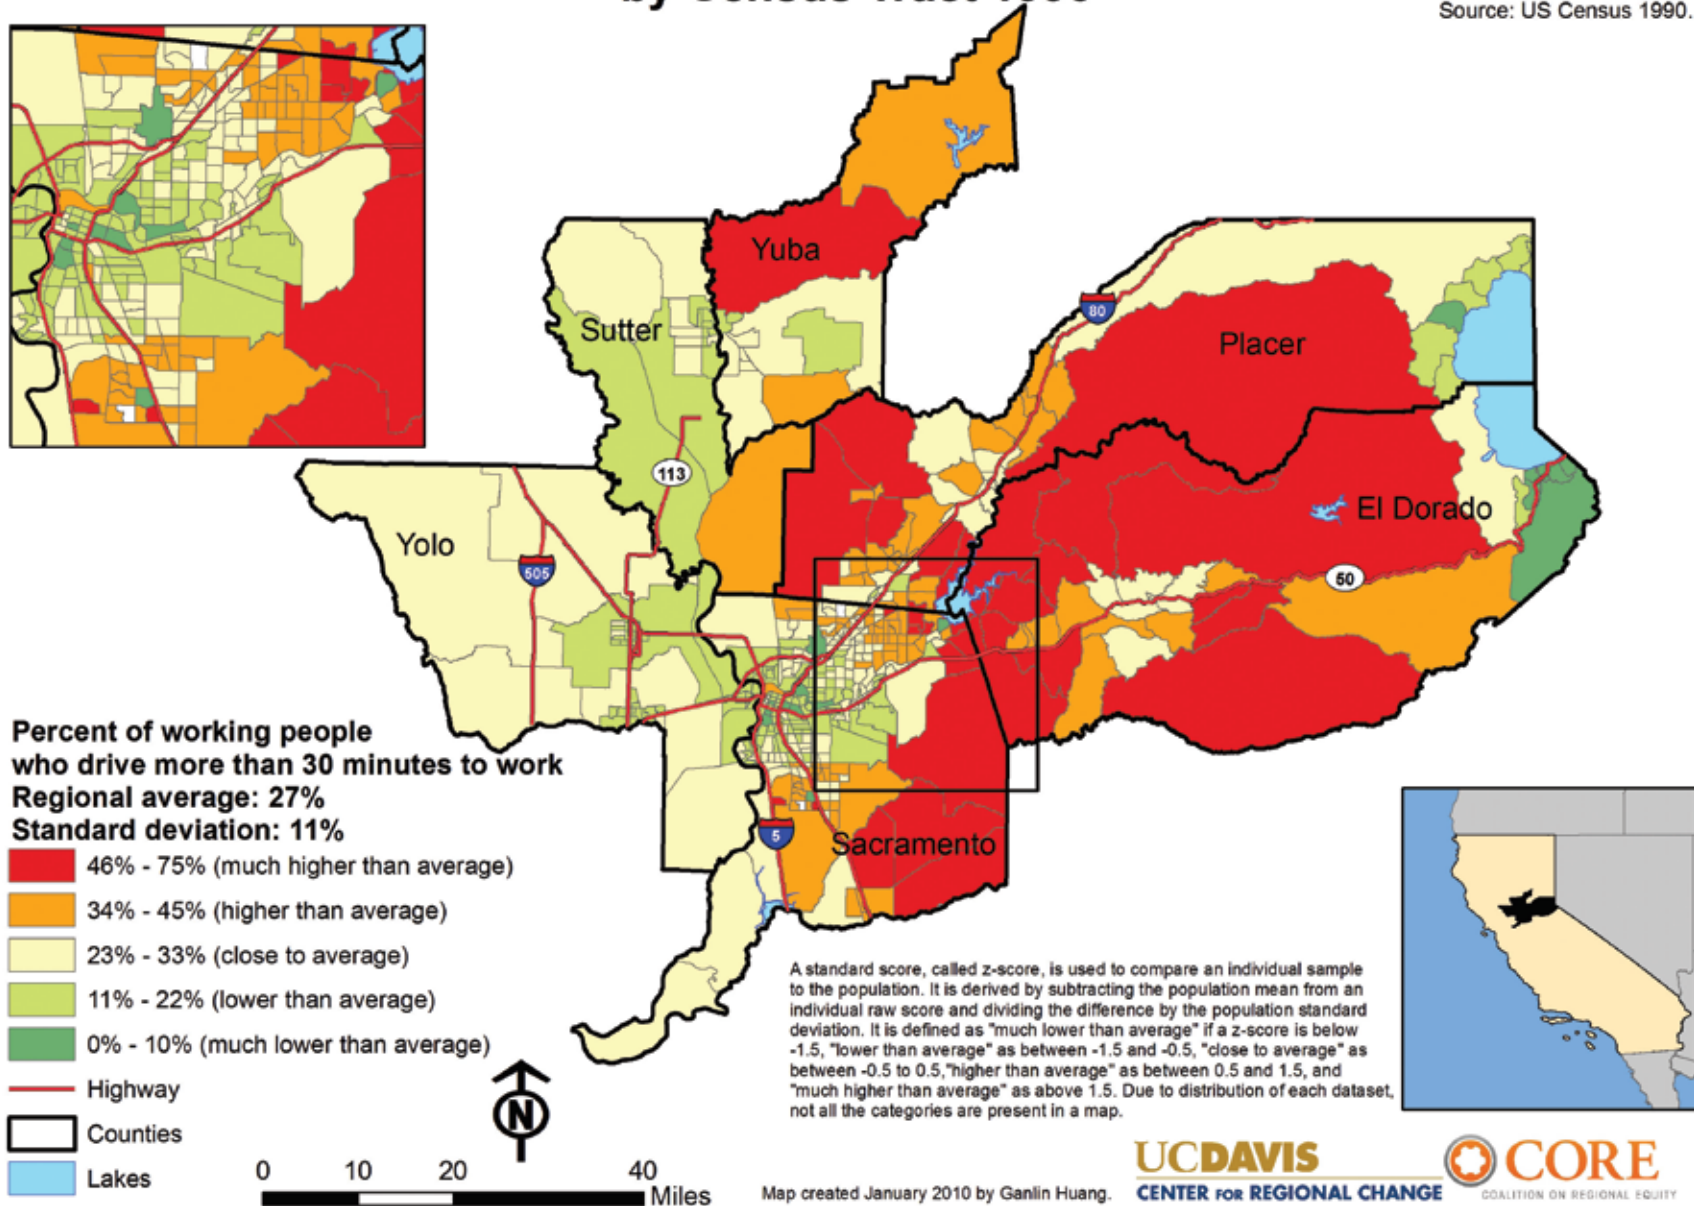 Source: US Census 1990.
Yuba
80
Sutter
Placer
113
El Dorado
Yolo
505
50
Percent of working people
who drive more than 30 minutes to work
Regional average: 27%
Standard deviation: 11%
5
Sacramento
46% - 75% (much higher than average)
34% - 45% (higher than average)
23% - 33% (close to average)
11% - 22% (lower than average)
0% - 10% (much lower than average)
Highway
Counties
Lakes
N
0 10 20 40
Miles
A standard score, called z-score, is used to compare an individual sample
to the population. It is derived by subtracting the population mean from an
individual raw score and dividing the difference by the population standard
deviation. It is defined as "much lower than average" if a z-score is below
-1.5, "lower than average" as between -1.5 and -0.5, "close to average" as
between -0.5 to 0.5,"higher than average" as between 0.5 and 1.5, and
"much higher than average" as above 1.5. Due to distribution of each dataset,
not all the categories are present in a map.
Map created January 2010 by Ganlin Huang.
UCDAVIS
CENTER FOR REGIONAL CHANGE
CORE
COALITION ON REGIONAL EQUITY